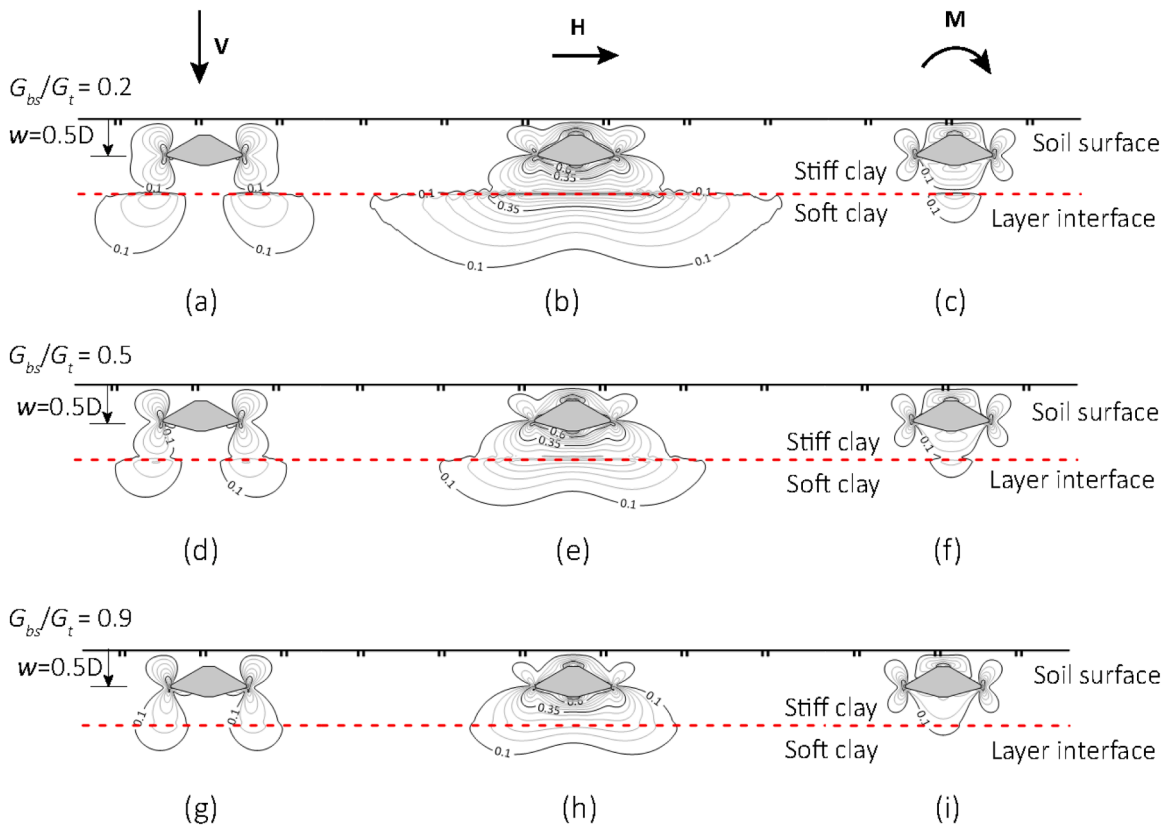 V
H
M
G_bs/G_t = 0.2
w=0.5D
Soil surface
Stiff clay
Soft clay
Layer interface
0.1
0.1
0.1
0.1
0.6
0.35
0.1
0.1
0.35
0.1
0.1
0.1
0.1
(a)
(b)
(c)
G_bs/G_t = 0.5
w=0.5D
Soil surface
Stiff clay
Soft clay
Layer interface
0.1
0.1
0.1
0.6
0.35
0.1
0.1
0.1
(d)
(e)
(f)
G_bs/G_t = 0.9
w=0.5D
Soil surface
Stiff clay
Soft clay
Layer interface
0.1
0.1
0.6
0.35
0.1
0.1
0.1
(g)
(h)
(i)